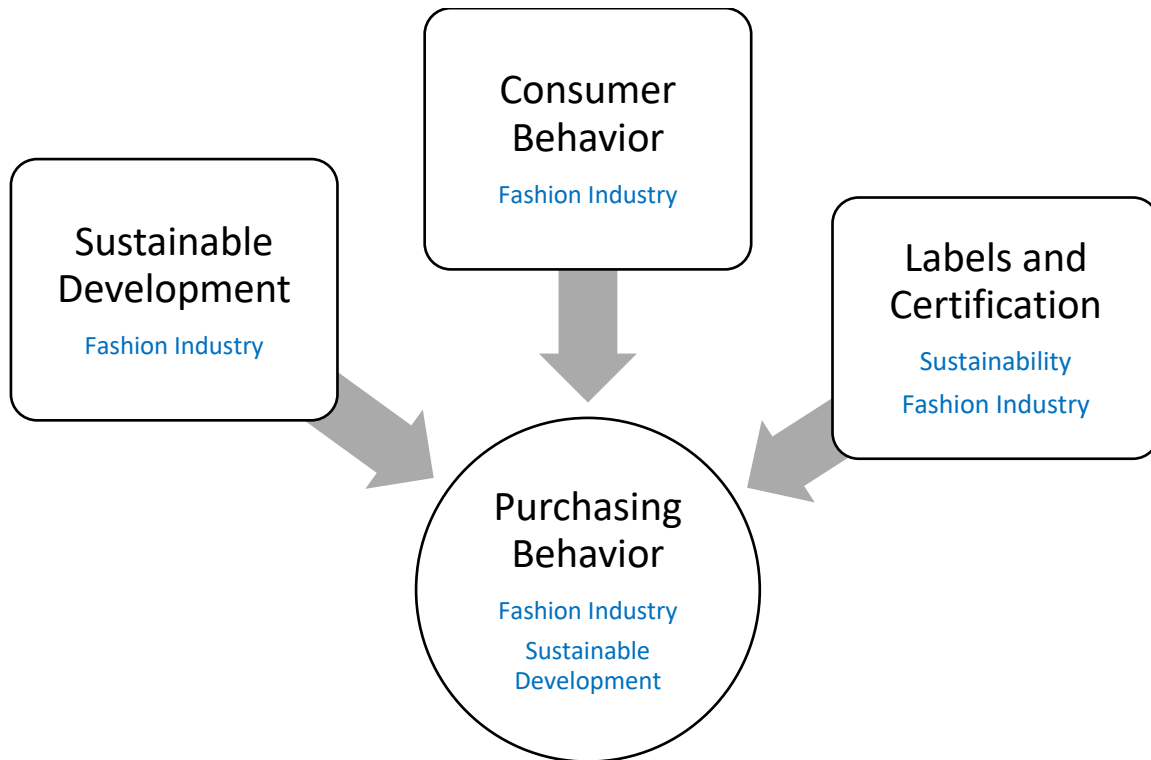 Consumer
Behavior
Fashion Industry
Sustainable
Development
Fashion Industry
Labels and
Certification
Sustainability
Fashion Industry
Purchasing
Behavior
Fashion Industry
Sustainable
Development